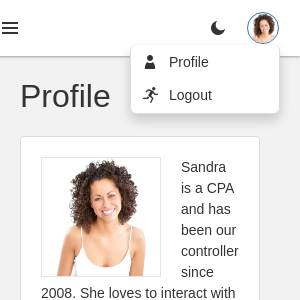 Profile
Logout
Profile
Sandra
is a CPA
and has
been our
controller
since
2008. She loves to interact with